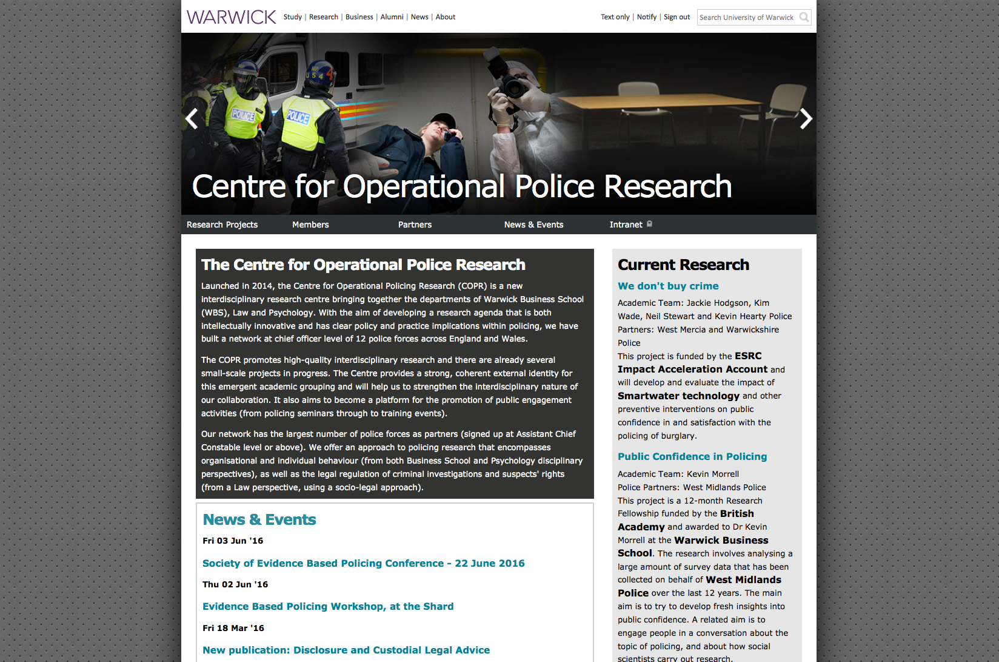 WARWICK
Study | Research | Business | Alumni | News | About
Text only | Notify | Sign out
Search University of Warwick
POLICE
POLICE
MP
U 5 4
Centre for Operational Police Research
Research Projects
Members
Partners
News & Events
Intranet
The Centre for Operational Police Research
Launched in 2014, the Centre for Operational Policing Research (COPR) is a new
interdisciplinary research centre bringing together the departments of Warwick Business School
(WBS), Law and Psychology. With the aim of developing a research agenda that is both
intellectually innovative and has clear policy and practice implications within policing, we have
built a network at chief officer level of 12 police forces across England and Wales.
The COPR promotes high-quality interdisciplinary research and there are already several
small-scale projects in progress. The Centre provides a strong, coherent external identity for
this emergent academic grouping and will help us to strengthen the interdisciplinary nature of
our collaboration. It also aims to become a platform for the promotion of public engagement
activities (from policing seminars through to training events).
Our network has the largest number of police forces as partners (signed up at Assistant Chief
Constable level or above). We offer an approach to policing research that encompasses
organisational and individual behaviour (from both Business School and Psychology disciplinary
perspectives), as well as the legal regulation of criminal investigations and suspects' rights
(from a Law perspective, using a socio-legal approach).
News & Events
Fri 03 Jun '16
Society of Evidence Based Policing Conference - 22 June 2016
Thu 02 Jun '16
Evidence Based Policing Workshop, at the Shard
Fri 18 Mar '16
New publication: Disclosure and Custodial Legal Advice
Current Research
We don't buy crime
Academic Team: Jackie Hodgson, Kim
Wade, Neil Stewart and Kevin Hearty Police
Partners: West Mercia and Warwickshire
Police
This project is funded by the ESRC
Impact Acceleration Account and
will develop and evaluate the impact of
Smartwater technology and other
preventive interventions on public
confidence in and satisfaction with the
policing of burglary.
Public Confidence in Policing
Academic Team: Kevin Morrell
Police Partners: West Midlands Police
This project is a 12-month Research
Fellowship funded by the British
Academy and awarded to Dr Kevin
Morrell at the Warwick Business
School. The research involves analysing a
large amount of survey data that has been
collected on behalf of West Midlands
Police over the last 12 years. The main
aim is to try to develop fresh insights into
public confidence. A related aim is to
engage people in a conversation about the
topic of policing, and about how social
scientists carry out research.